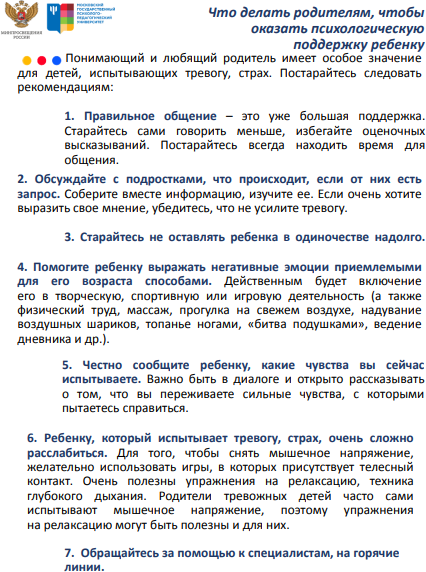 МИНПРОСВЕЩЕНИЯ
РОССИИ
МОСКОВСКИЙ
ГОСУДАРСТВЕННЫЙ
ПСИХОЛОГО-
ПЕДАГОГИЧЕСКИЙ
УНИВЕРСИТЕТ
Что делать родителям, чтобы
оказать психологическую
поддержку ребенку
Понимающий и любящий родитель имеет особое значение
для детей, испытывающих тревогу, страх. Постарайтесь следовать
рекомендациям:
1. Правильное общение – это уже большая поддержка.
Старайтесь сами говорить меньше, избегайте оценочных
высказываний. Постарайтесь всегда находить время для
общения.
2. Обсуждайте с подростками, что происходит, если от них есть
запрос. Соберите вместе информацию, изучите ее. Если очень хотите
выразить свое мнение, убедитесь, что не усилите тревогу.
3. Старайтесь не оставлять ребенка в одиночестве надолго.
4. Помогите ребенку выражать негативные эмоции приемлемыми
для его возраста способами. Действенным будет включение
его в творческую, спортивную или игровую деятельность (а также
физический труд, массаж, прогулка на свежем воздухе, надувание
воздушных шариков, топанье ногами, «битва подушками», ведение
дневника и др.).
5. Честно сообщите ребенку, какие чувства вы сейчас
испытываете. Важно быть в диалоге и открыто рассказывать
о том, что вы переживаете сильные чувства, с которыми
пытаетесь справиться.
6. Ребенку, который испытывает тревогу, страх, очень сложно
расслабиться. Для того, чтобы снять мышечное напряжение,
желательно использовать игры, в которых присутствует телесный
контакт. Очень полезны упражнения на релаксацию, техника
глубокого дыхания. Родители тревожных детей часто сами
испытывают мышечное напряжение, поэтому упражнения
на релаксацию могут быть полезны и для них.
7. Обращайтесь за помощью к специалистам, на горячие
линии.